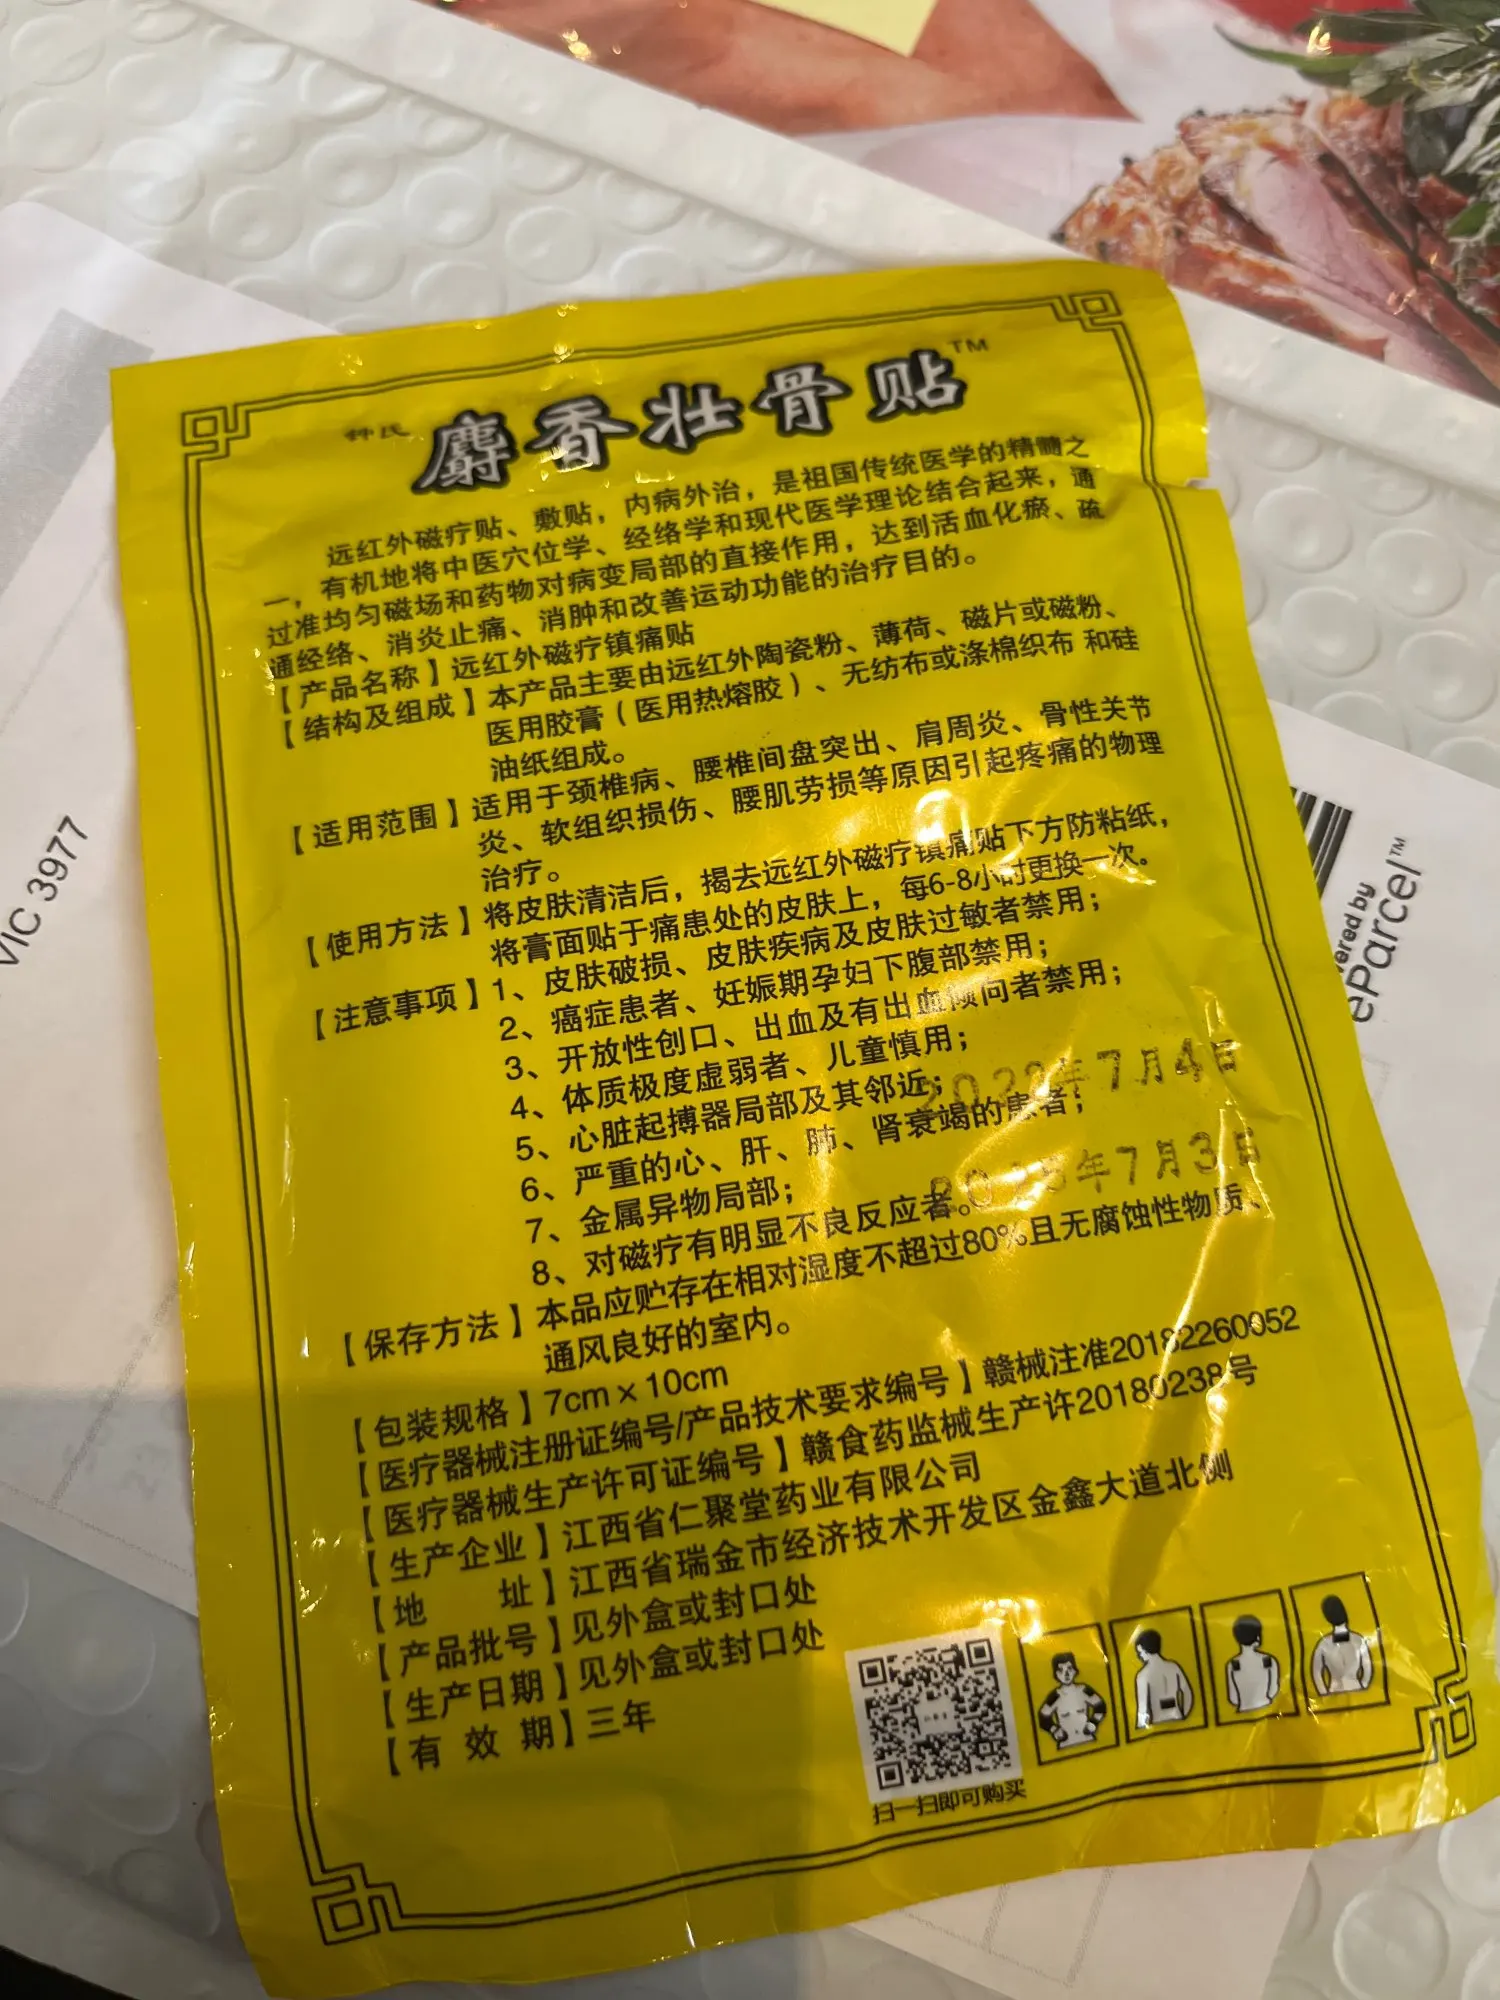 钟氏 麝香壮骨贴™
远红外磁疗贴、敷贴，内病外治，是祖国传统医学的精髓之
一，有机地将中医穴位学、经络学和现代医学理论结合起来，通
过准均匀磁场和药物对病变局部的直接作用，达到活血化瘀、疏
通经络、消炎止痛、消肿和改善运动功能的治疗目的。
【产品名称】远红外磁疗镇痛贴
【结构及组成】本产品主要由远红外陶瓷粉、薄荷、磁片或磁粉、
医用胶膏（医用热熔胶）、无纺布或涤棉织布 和硅
油纸组成。
【适用范围】适用于颈椎病、腰椎间盘突出、肩周炎、骨性关节
炎、软组织损伤、腰肌劳损等原因引起疼痛的物理
治疗。
【使用方法】将皮肤清洁后，揭去远红外磁疗镇痛贴下方防粘纸，
将膏面贴于痛患处的皮肤上，每6-8小时更换一次。
【注意事项】1、皮肤破损、皮肤疾病及皮肤过敏者禁用；
2、癌症患者、妊娠期孕妇下腹部禁用；
3、开放性创口、出血及有出血倾向者禁用；
4、体质极度虚弱者、儿童慎用；
5、心脏起搏器局部及其邻近；
2022年7月4日
6、严重的心、肝、肺、肾衰竭的患者；
7、金属异物局部；
2025年7月3日
8、对磁疗有明显不良反应者。
【保存方法】本品应贮存在相对湿度不超过80%且无腐蚀性物质、
通风良好的室内。
【包装规格】7cm×10cm
【医疗器械注册证编号/产品技术要求编号】赣械注准20182260052
【医疗器械生产许可证编号】赣食药监械生产许20180238号
【生产企业】江西省仁聚堂药业有限公司
【地 址】江西省瑞金市经济技术开发区金鑫大道北侧
【产品批号】见外盒或封口处
【生产日期】见外盒或封口处
【有 效 期】三年
扫一扫即可购买
VIC 3977
ered by
eParcel™